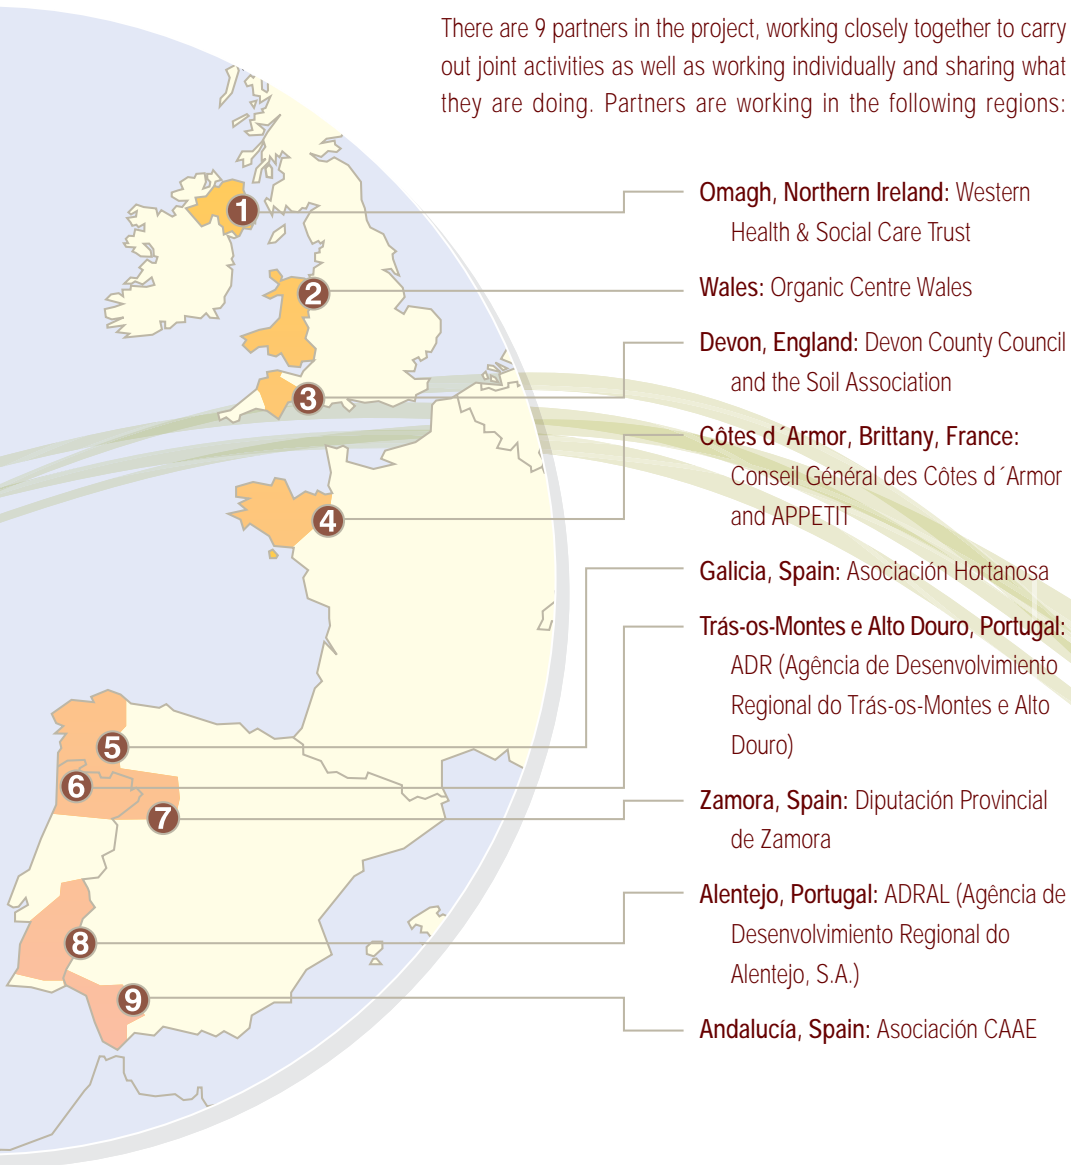 There are 9 partners in the project, working closely together to carry
out joint activities as well as working individually and sharing what
they are doing. Partners are working in the following regions:
1
Omagh, Northern Ireland: Western
Health & Social Care Trust
2
Wales: Organic Centre Wales
3
Devon, England: Devon County Council
and the Soil Association
4
Côtes d´Armor, Brittany, France:
Conseil Général des Côtes d´Armor
and APPETIT
5
Galicia, Spain: Asociación Hortanosa
6
Trás-os-Montes e Alto Douro, Portugal:
ADR (Agência de Desenvolvimiento
Regional do Trás-os-Montes e Alto
Douro)
7
Zamora, Spain: Diputación Provincial
de Zamora
8
Alentejo, Portugal: ADRAL (Agência de
Desenvolvimiento Regional do
Alentejo, S.A.)
9
Andalucía, Spain: Asociación CAAE